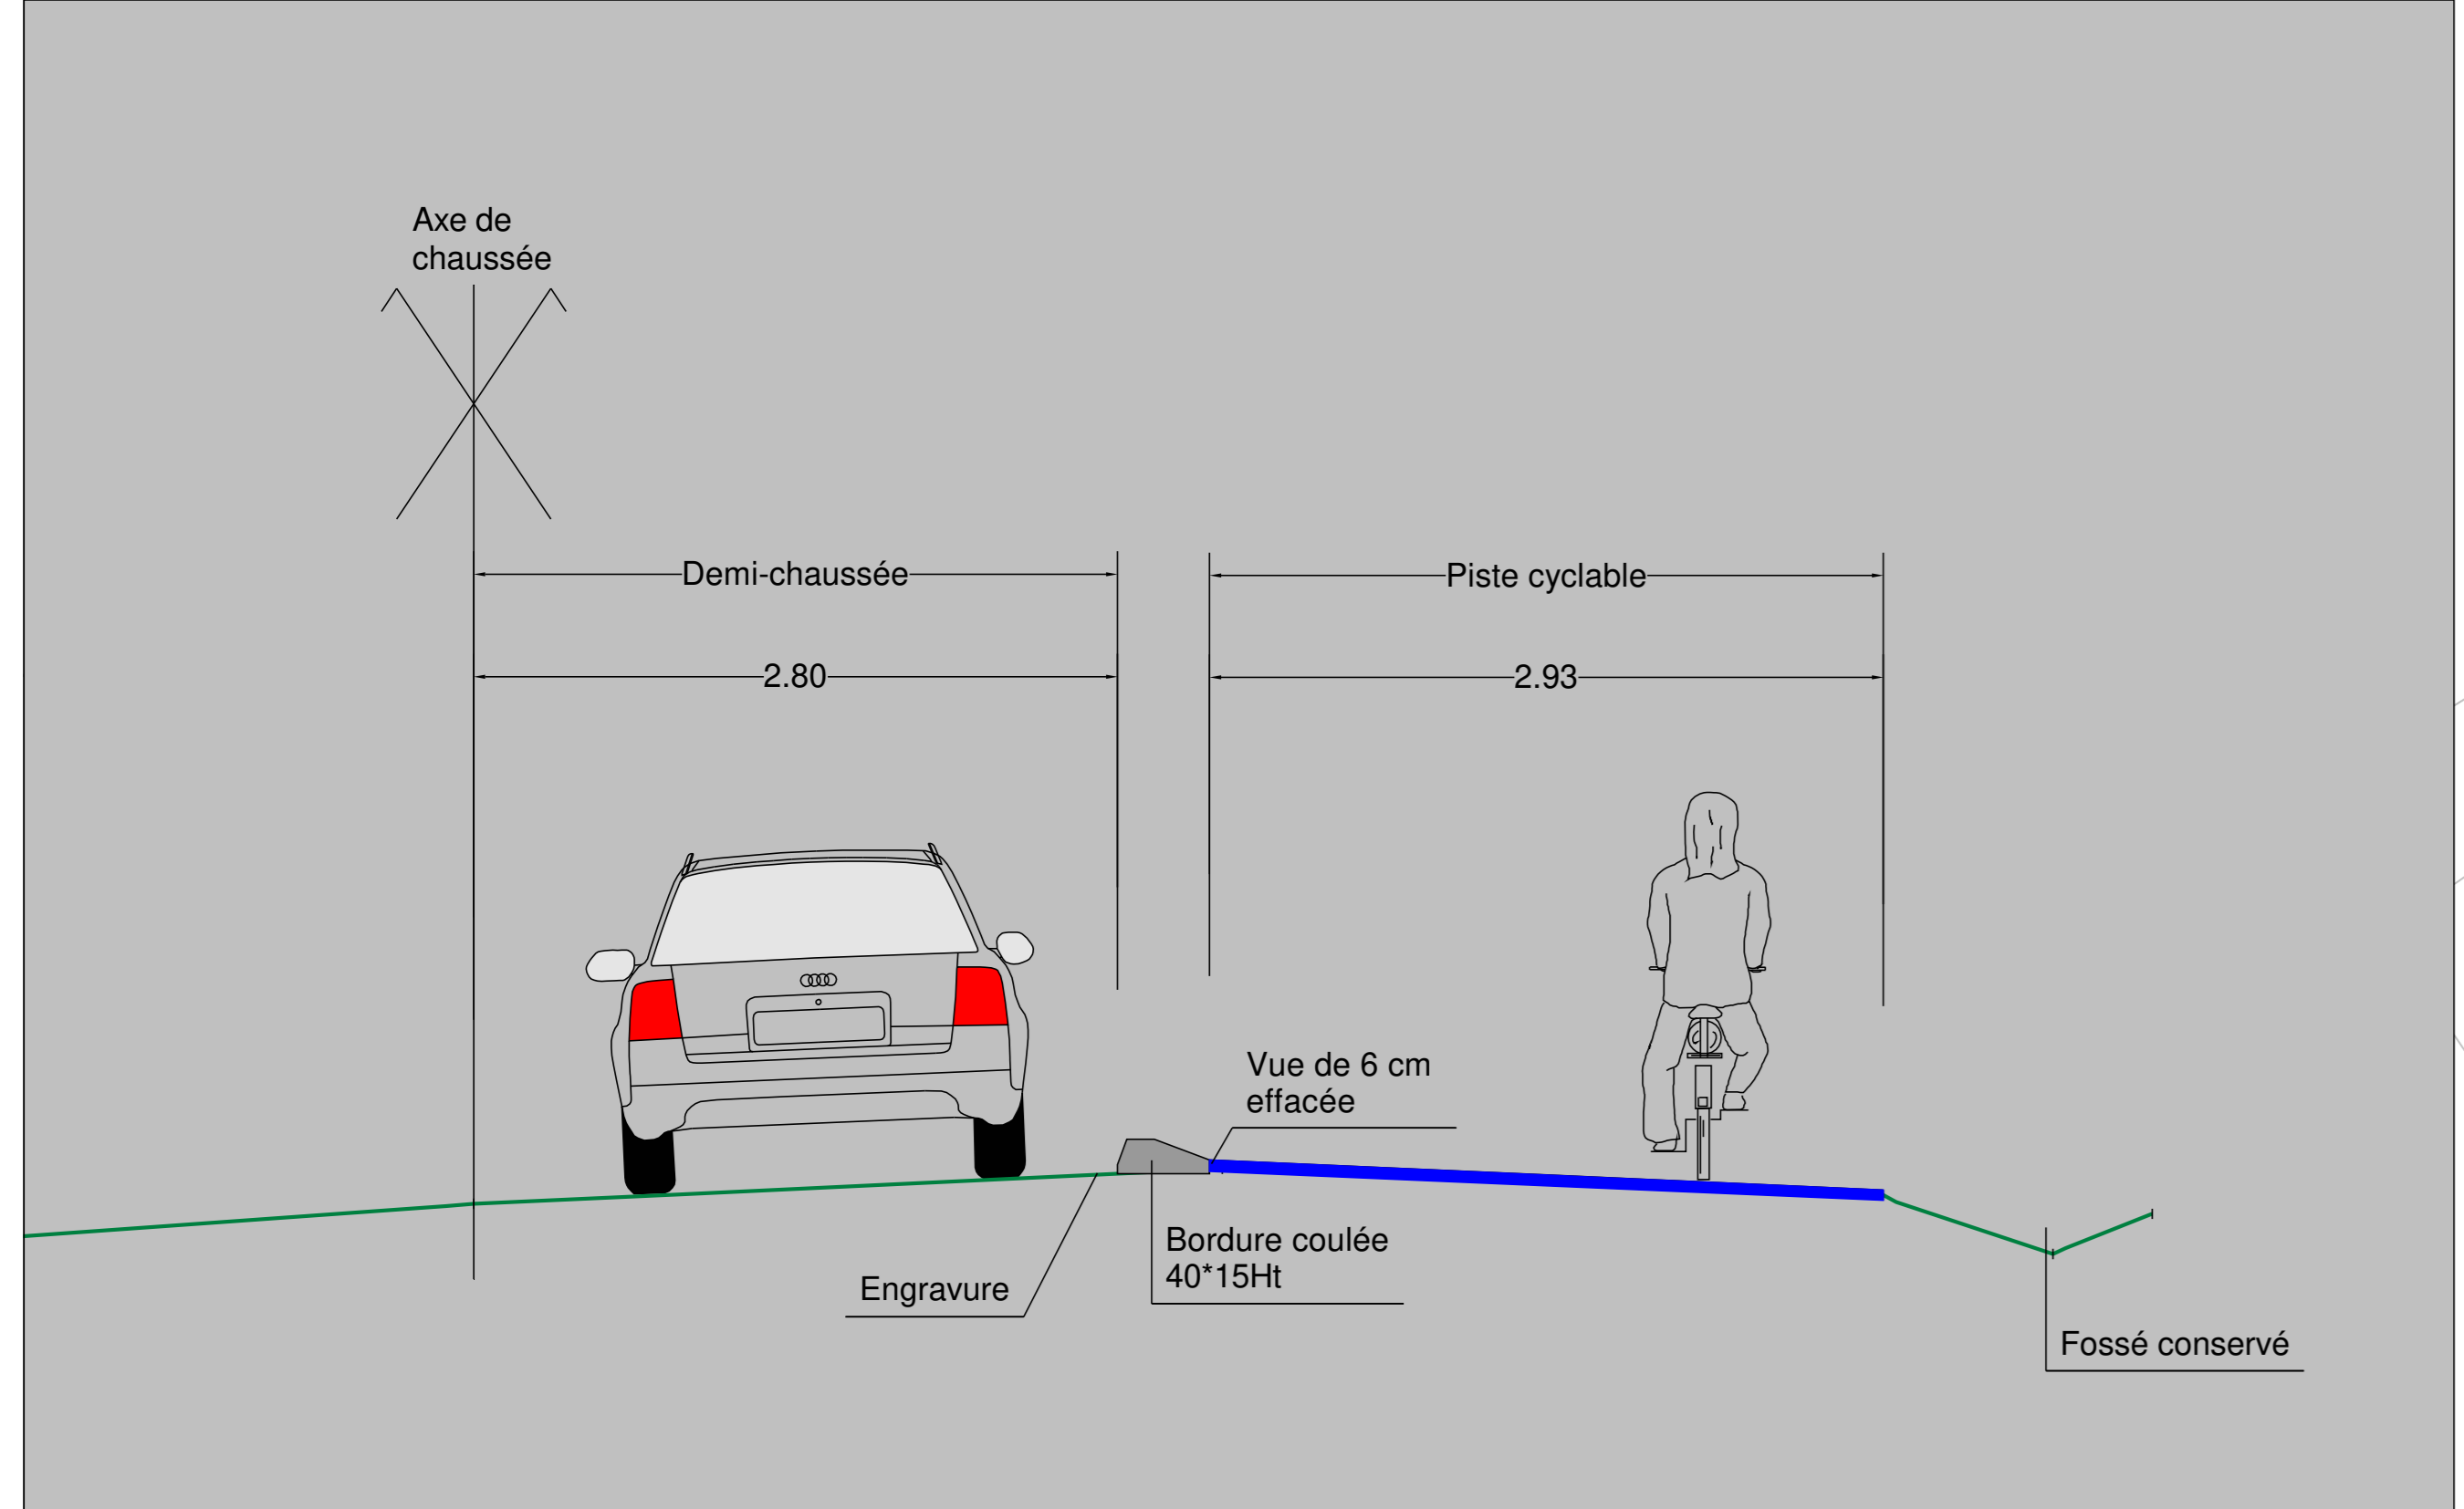 Axe de
chaussée
Demi-chaussée
Piste cyclable
2.80
2.93
Vue de 6 cm
effacée
Bordure coulée
40*15Ht
Engravure
Fossé conservé